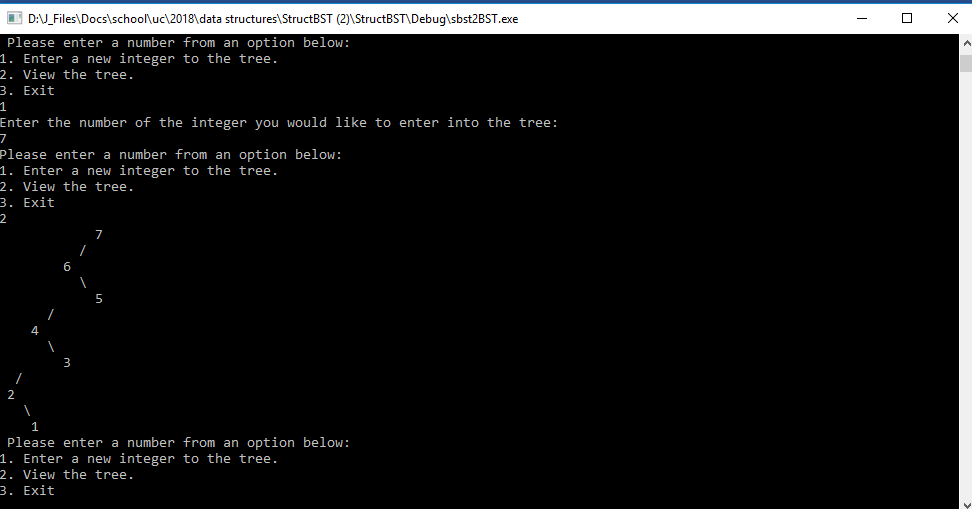 D:\J_Files\Docs\school\uc\2018\data structures\StructBST (2)\StructBST\Debug\sbst2BST.exe
Please enter a number from an option below:
1. Enter a new integer to the tree.
2. View the tree.
3. Exit
1
Enter the number of the integer you would like to enter into the tree:
7
Please enter a number from an option below:
1. Enter a new integer to the tree.
2. View the tree.
3. Exit
2
            7
          /
        6
          \
            5
      /
    4
      \
        3
  /
 2
   \
    1
 Please enter a number from an option below:
1. Enter a new integer to the tree.
2. View the tree.
3. Exit